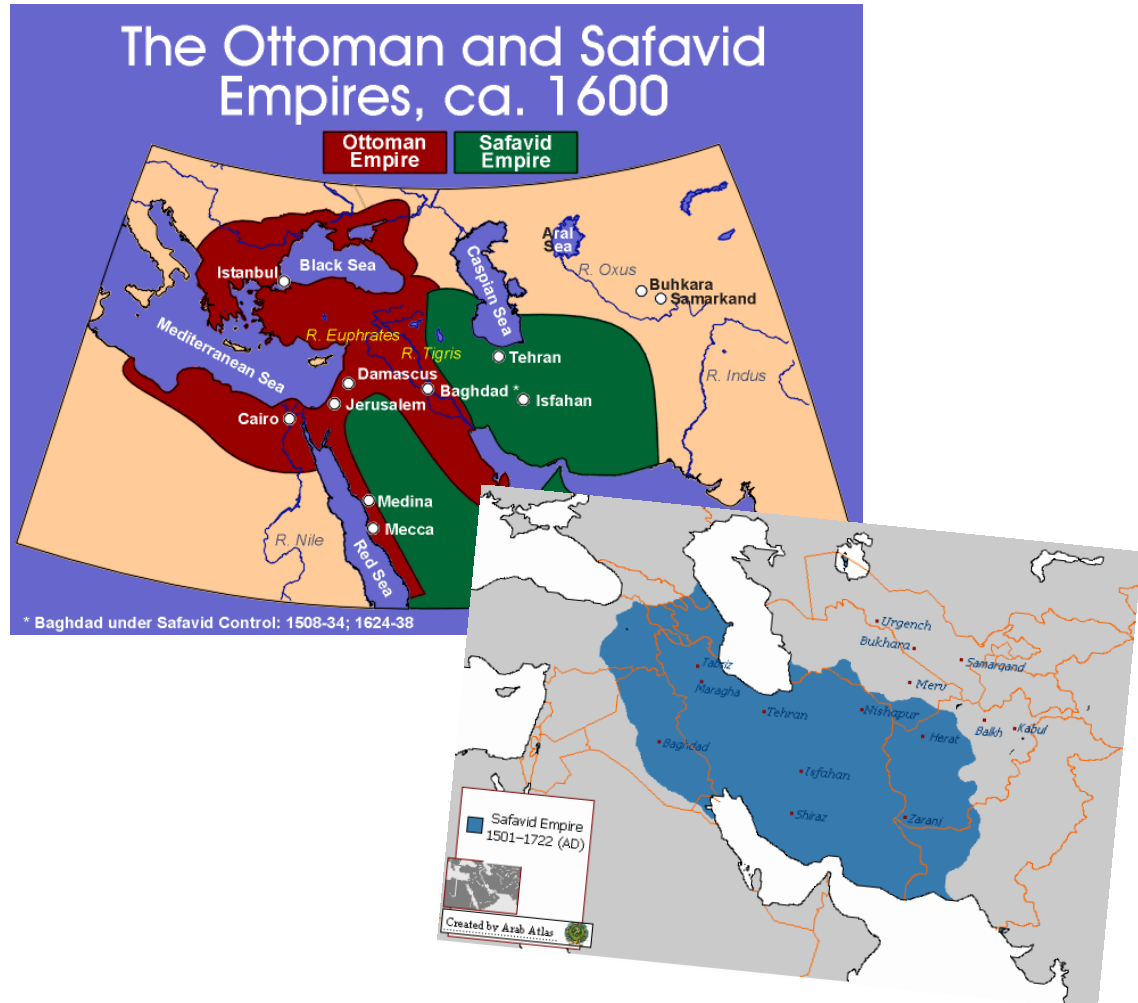 The Ottoman and Safavid
Empires, ca. 1600
Ottoman
Empire
Safavid
Empire
Aral
Sea
Caspian Sea
R. Oxus
Black Sea
Istanbul
Buhkara
Samarkand
Mediterranean Sea
R. Euphrates
R. Tigris
Tehran
R. Indus
Damascus
Baghdad *
Isfahan
Jerusalem
Cairo
Medina
Mecca
R. Nile
Red Sea
* Baghdad under Safavid Control: 1508-34; 1624-38
Urgench
Bukhara
Samarqand
Tabriz
Maragha
Merv
Tehran
Nishapur
Balkh
Kabul
Herat
Baghdad
Isfahan
Shiraz
Zaranj
Safavid Empire
1501–1722 (AD)
Created by Arab Atlas